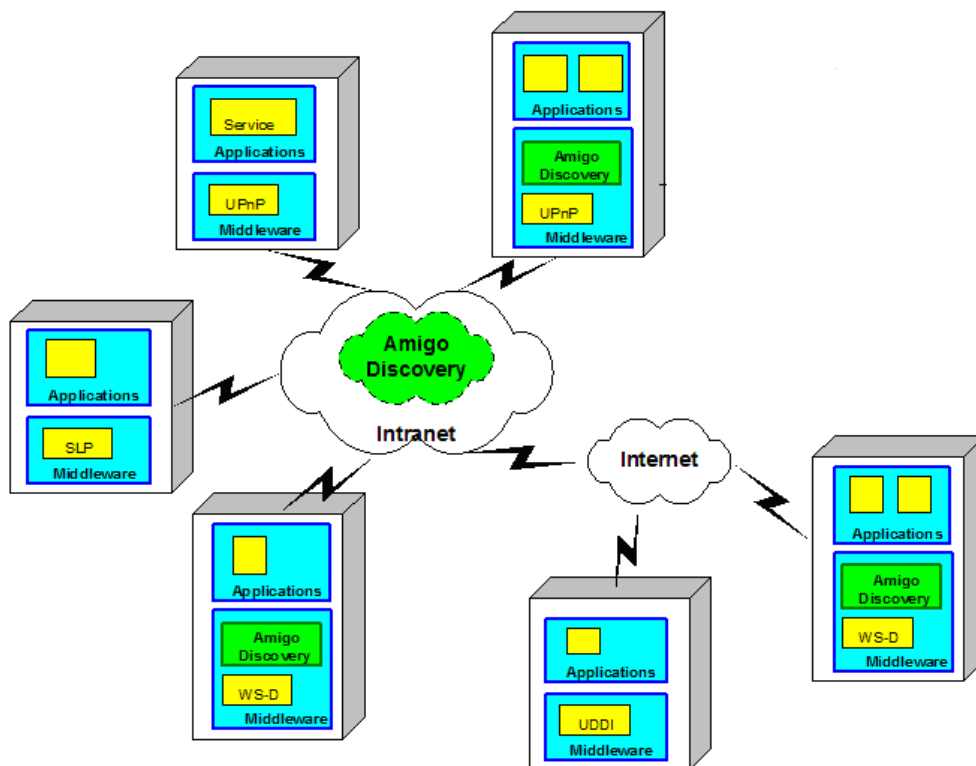 Service
Applications
UPnP
Middleware
Applications
Amigo
Discovery
UPnP
Middleware
Applications
SLP
Middleware
Amigo
Discovery
Intranet
Internet
Applications
Amigo
Discovery
WS-D
Middleware
Applications
UDDI
Middleware
Applications
Amigo
Discovery
WS-D
Middleware